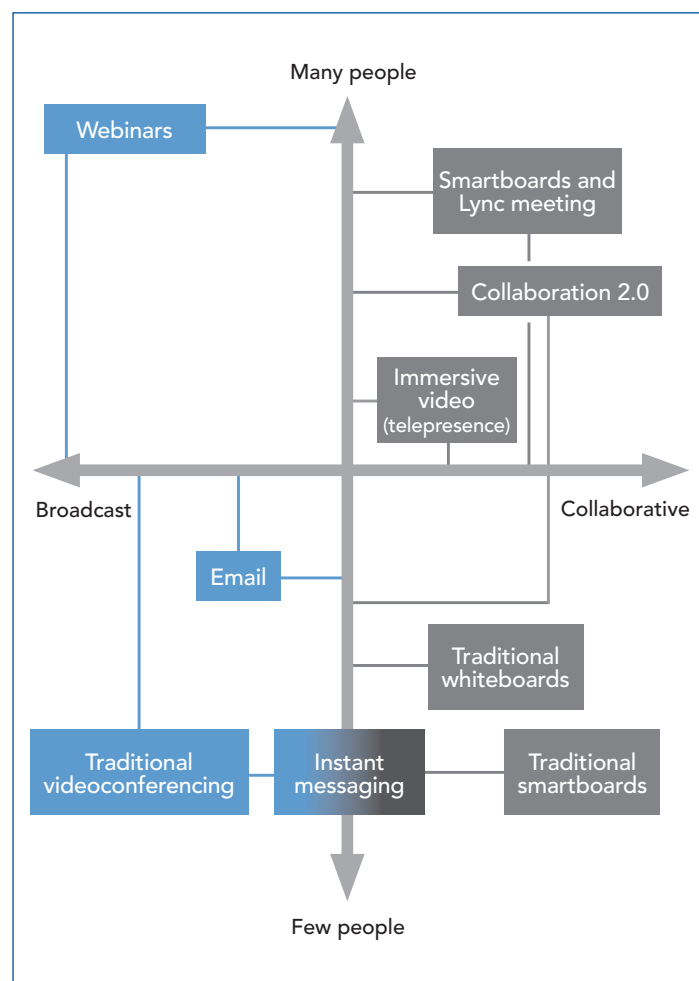 Many people
Webinars
Smartboards and
Lync meeting
Collaboration 2.0
Immersive
video
(telepresence)
Broadcast
Collaborative
Email
Traditional
whiteboards
Traditional
videoconferencing
Instant
messaging
Traditional
smartboards
Few people